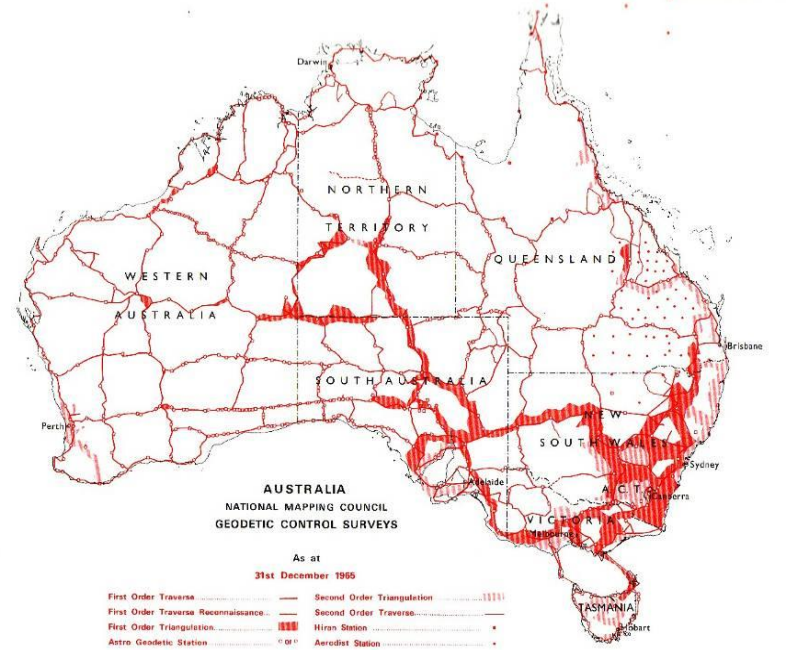 Darwin
NORTHERN
TERRITORY
QUEENSLAND
WESTERN
AUSTRALIA
Brisbane
SOUTH AUSTRALIA
NEW
SOUTH WALES
Perth
Sydney
Adelaide
A C T
Canberra
VICTORIA
Melbourne
TASMANIA
Hobart
AUSTRALIA
NATIONAL MAPPING COUNCIL
GEODETIC CONTROL SURVEYS
As at
31st December 1965
First Order Traverse
First Order Traverse Reconnaissance
First Order Triangulation
Astro Geodetic Station or
Second Order Triangulation
Second Order Traverse
Hiran Station
Aerodist Station